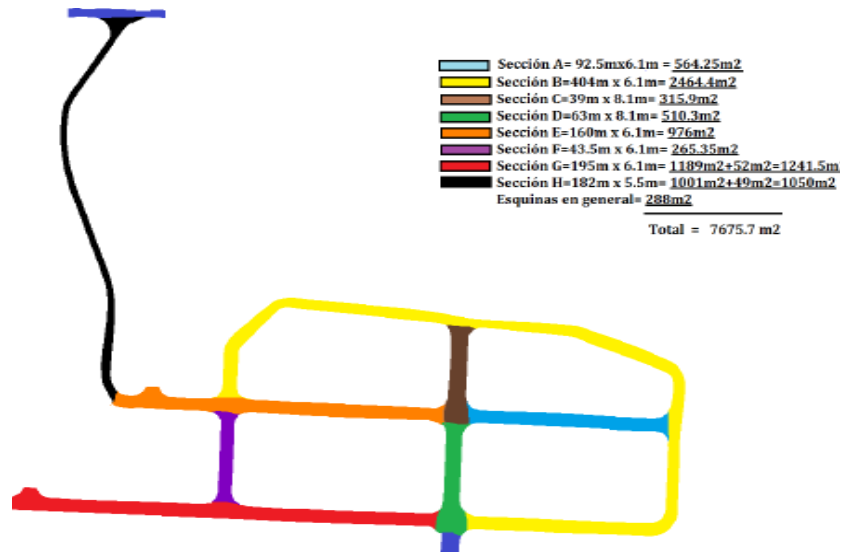 Sección A= 92.5mx6.1m = 564.25m2
Sección B=404m x 6.1m= 2464.4m2
Sección C=39m x 8.1m= 315.9m2
Sección D=63m x 8.1m= 510.3m2
Sección E=160m x 6.1m= 976m2
Sección F=43.5m x 6.1m= 265.35m2
Sección G=195m x 6.1m= 1189m2+52m2=1241.5m
Sección H=182m x 5.5m= 1001m2+49m2=1050m2
Esquinas en general= 288m2
Total = 7675.7 m2